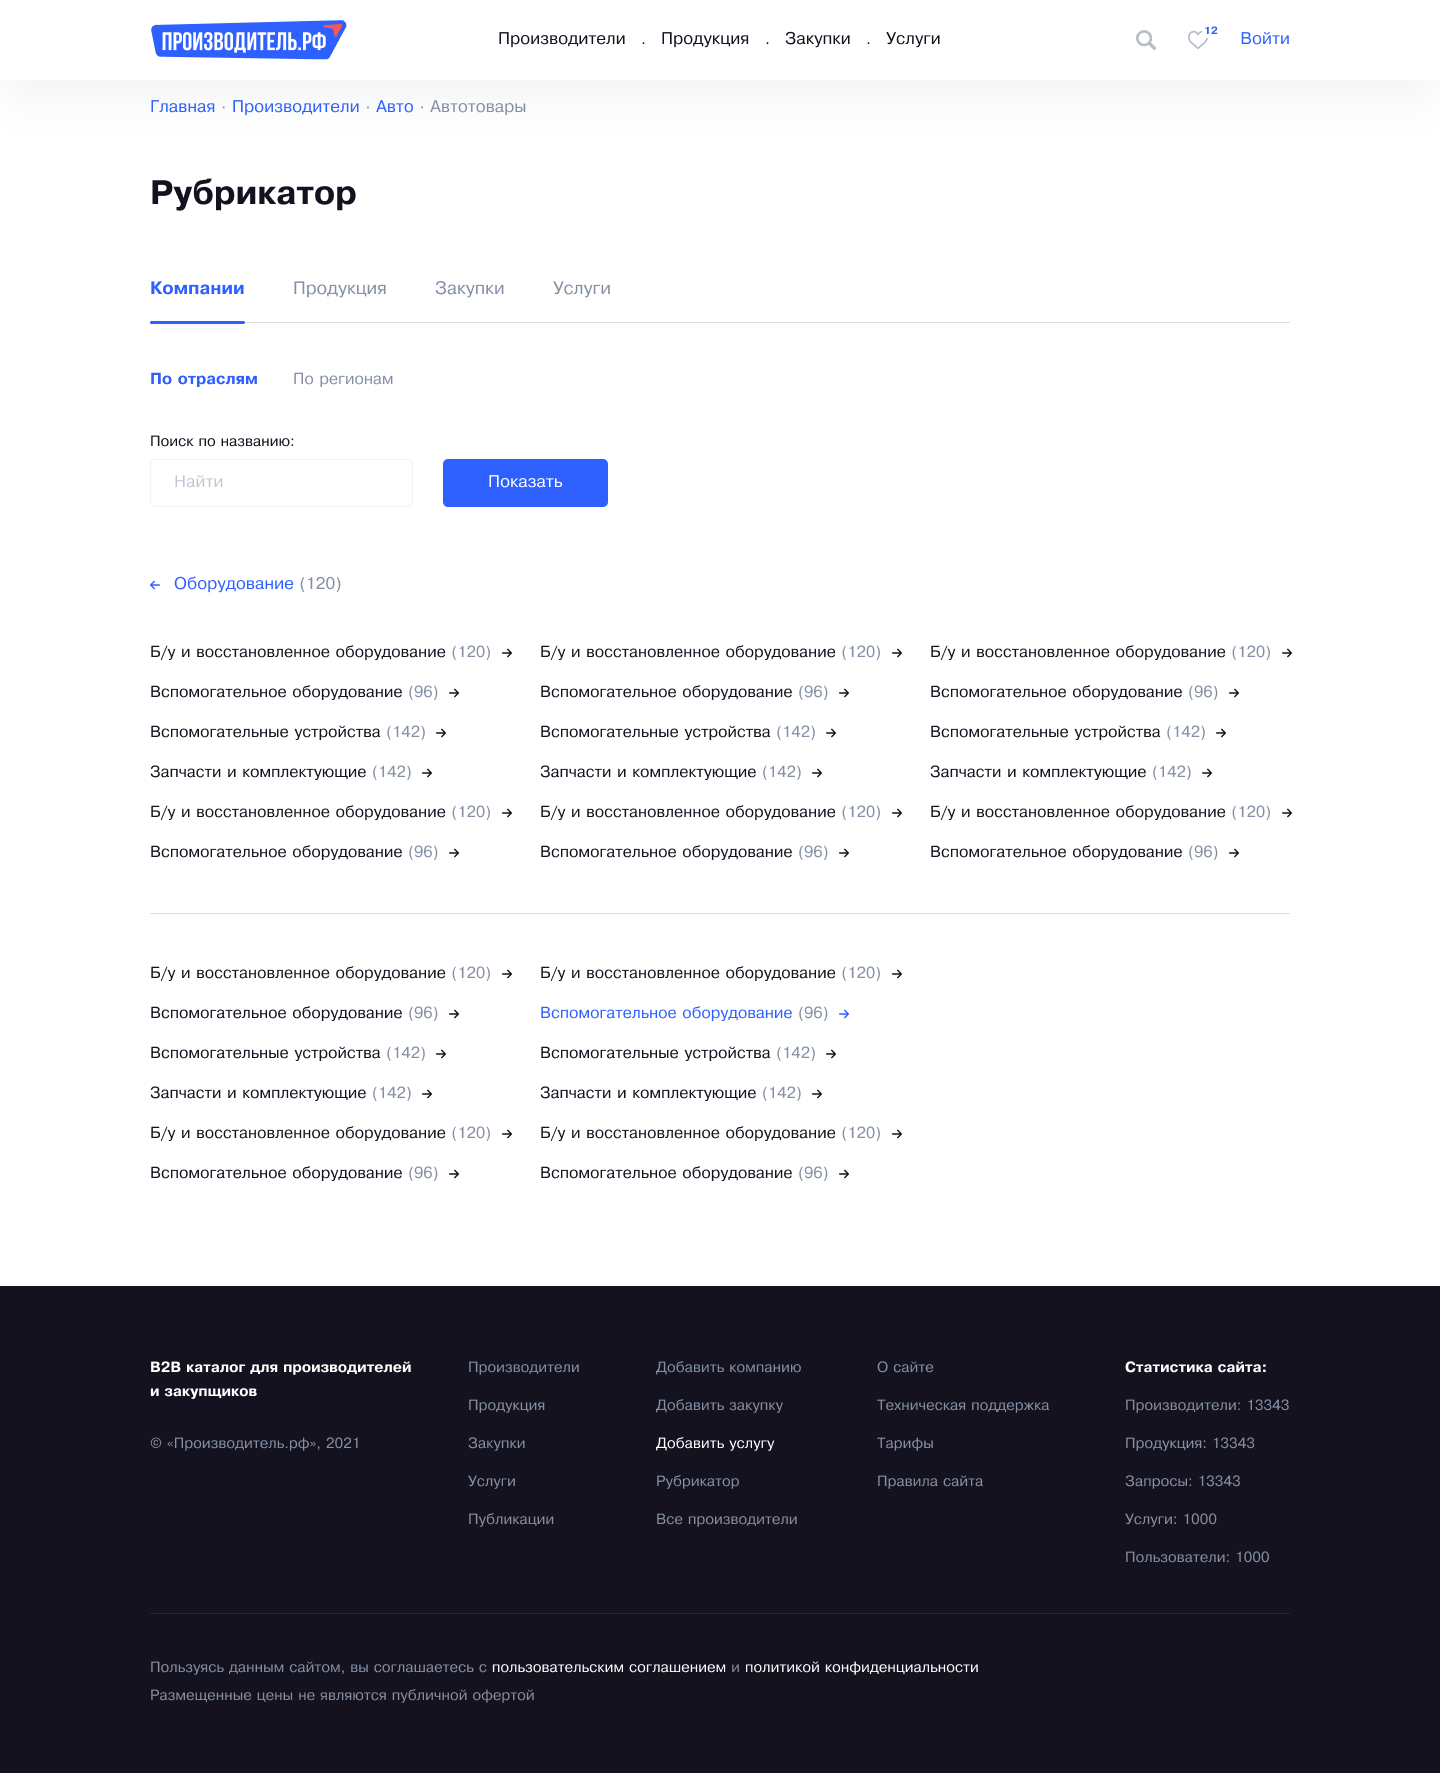 ПРОИЗВОДИТЕЛЬ.РФ
Производители . Продукция . Закупки . Услуги
12
Войти
Главная · Производители · Авто · Автотовары
Рубрикатор
Компании Продукция Закупки Услуги
По отраслям По регионам
Поиск по названию:
Найти Показать
← Оборудование (120)
Б/у и восстановленное оборудование (120) → Б/у и восстановленное оборудование (120) → Б/у и восстановленное оборудование (120) →
Вспомогательное оборудование (96) → Вспомогательное оборудование (96) → Вспомогательное оборудование (96) →
Вспомогательные устройства (142) → Вспомогательные устройства (142) → Вспомогательные устройства (142) →
Запчасти и комплектующие (142) → Запчасти и комплектующие (142) → Запчасти и комплектующие (142) →
Б/у и восстановленное оборудование (120) → Б/у и восстановленное оборудование (120) → Б/у и восстановленное оборудование (120) →
Вспомогательное оборудование (96) → Вспомогательное оборудование (96) → Вспомогательное оборудование (96) →
Б/у и восстановленное оборудование (120) → Б/у и восстановленное оборудование (120) →
Вспомогательное оборудование (96) → Вспомогательное оборудование (96) →
Вспомогательные устройства (142) → Вспомогательные устройства (142) →
Запчасти и комплектующие (142) → Запчасти и комплектующие (142) →
Б/у и восстановленное оборудование (120) → Б/у и восстановленное оборудование (120) →
Вспомогательное оборудование (96) → Вспомогательное оборудование (96) →
B2B каталог для производителей
и закупщиков
© «Производитель.рф», 2021
Производители
Продукция
Закупки
Услуги
Публикации
Добавить компанию
Добавить закупку
Добавить услугу
Рубрикатор
Все производители
О сайте
Техническая поддержка
Тарифы
Правила сайта
Статистика сайта:
Производители: 13343
Продукция: 13343
Запросы: 13343
Услуги: 1000
Пользователи: 1000
Пользуясь данным сайтом, вы соглашаетесь с пользовательским соглашением и политикой конфиденциальности
Размещенные цены не являются публичной офертой